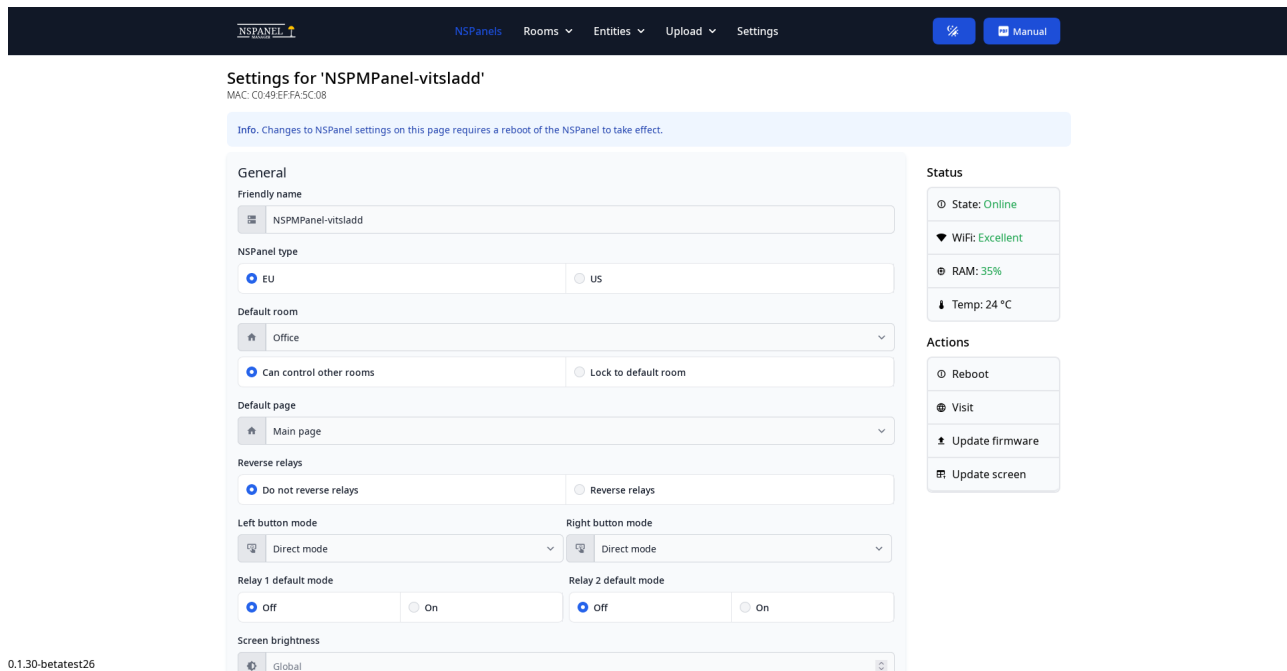 NSPANEL
MANAGER
NSPanels Rooms Entities Upload Settings
Manual
Settings for 'NSPMPanel-vitsladd'
MAC: C0:49:EF:FA:5C:08
Info. Changes to NSPanel settings on this page requires a reboot of the NSPanel to take effect.
General
Friendly name
NSPMPanel-vitsladd
NSPanel type
EU US
Default room
Office
Can control other rooms Lock to default room
Default page
Main page
Reverse relays
Do not reverse relays Reverse relays
Left button mode Right button mode
Direct mode Direct mode
Relay 1 default mode Relay 2 default mode
Off On Off On
Screen brightness
Global
Status
State: Online
WiFi: Excellent
RAM: 35%
Temp: 24 °C
Actions
Reboot
Visit
Update firmware
Update screen
0.1.30-betatest26